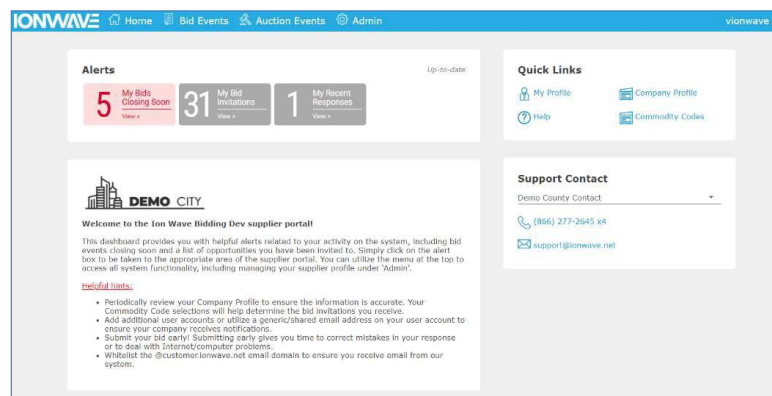 IONWAVE Home Bid Events Auction Events Admin vionwave
Alerts Up-to-date
5 My Bids Closing Soon View »
31 My Bid Invitations View »
1 My Recent Responses View »
Quick Links
My Profile Company Profile
Help Commodity Codes
DEMO CITY
Welcome to the Ion Wave Bidding Dev supplier portal!
This dashboard provides you with helpful alerts related to your activity on the system, including bid
events closing soon and a list of opportunities you have been invited to. Simply click on the alert
box to be taken to the appropriate area of the supplier portal. You can utilize the menu at the top to
access all system functionality, including managing your supplier profile under 'Admin'.
Helpful hints:
• Periodically review your Company Profile to ensure the information is accurate. Your
Commodity Code selections will help determine the bid invitations you receive.
• Add additional user accounts or utilize a generic/shared email address on your user account to
ensure your company receives notifications.
• Submit your bid early! Submitting early gives you time to correct mistakes in your response
or to deal with Internet/computer problems.
• Whitelist the @customer.ionwave.net email domain to ensure you receive email from our
system.
Support Contact
Demo County Contact
(866) 277-2645 x4
support@ionwave.net